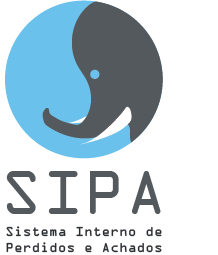 SIPA
Sistema Interno de
Perdidos e Achados